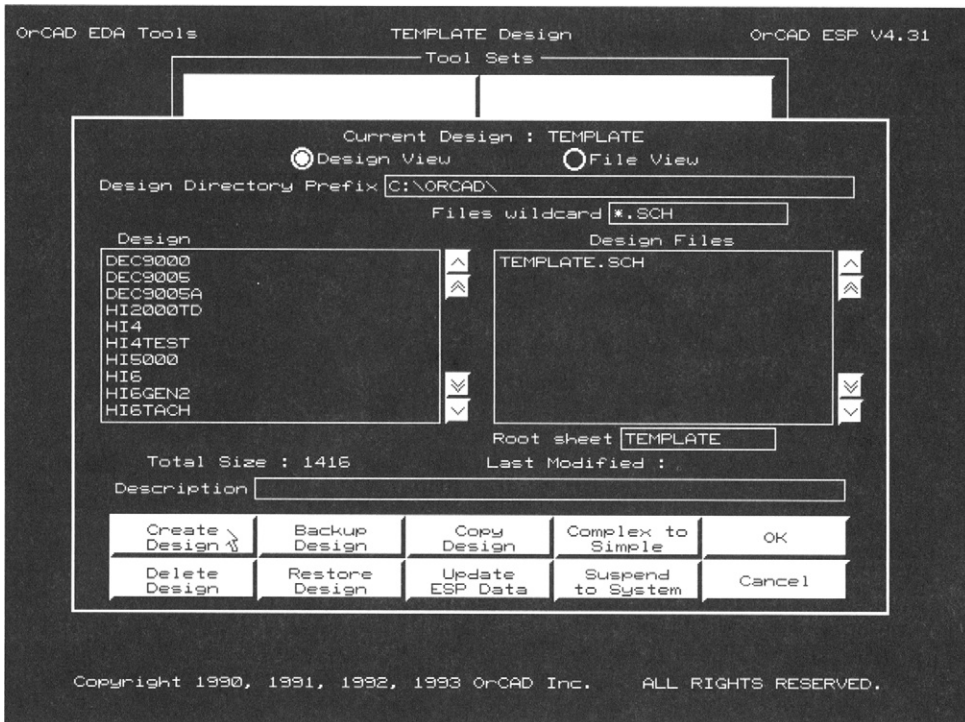 OrCAD EDA Tools TEMPLATE Design OrCAD ESP V4.31
Tool Sets
Current Design : TEMPLATE
Design View File View
Design Directory Prefix C:\ORCAD\
Files wildcard *.SCH
Design
DEC9000
DEC9005
DEC9005A
HI2000TD
HI4
HI4TEST
HI5000
HI6
HI6GEN2
HI6TACH
Design Files
TEMPLATE.SCH
Root sheet TEMPLATE
Total Size : 1416 Last Modified :
Description
Create
Design
Backup
Design
Copy
Design
Complex to
Simple
OK
Delete
Design
Restore
Design
Update
ESP Data
Suspend
to System
Cancel
Copyright 1990, 1991, 1992, 1993 OrCAD Inc. ALL RIGHTS RESERVED.